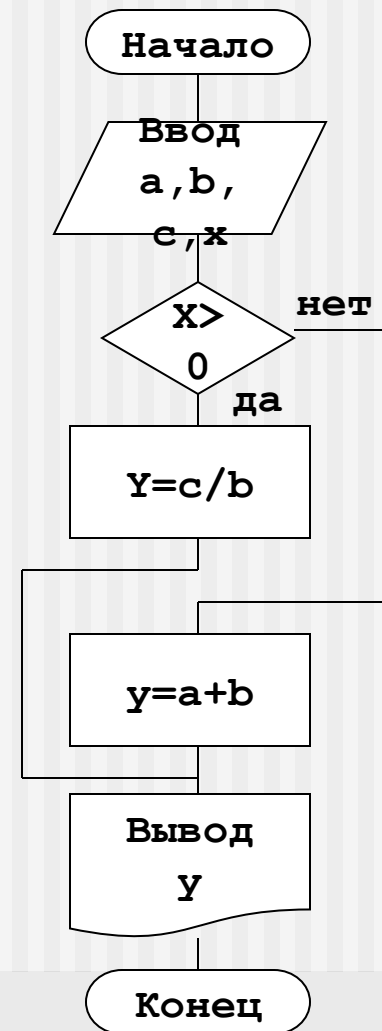 Начало
Ввод
a,b,
c,x
X>
0
нет
да
Y=c/b
y=a+b
Вывод
y
Конец